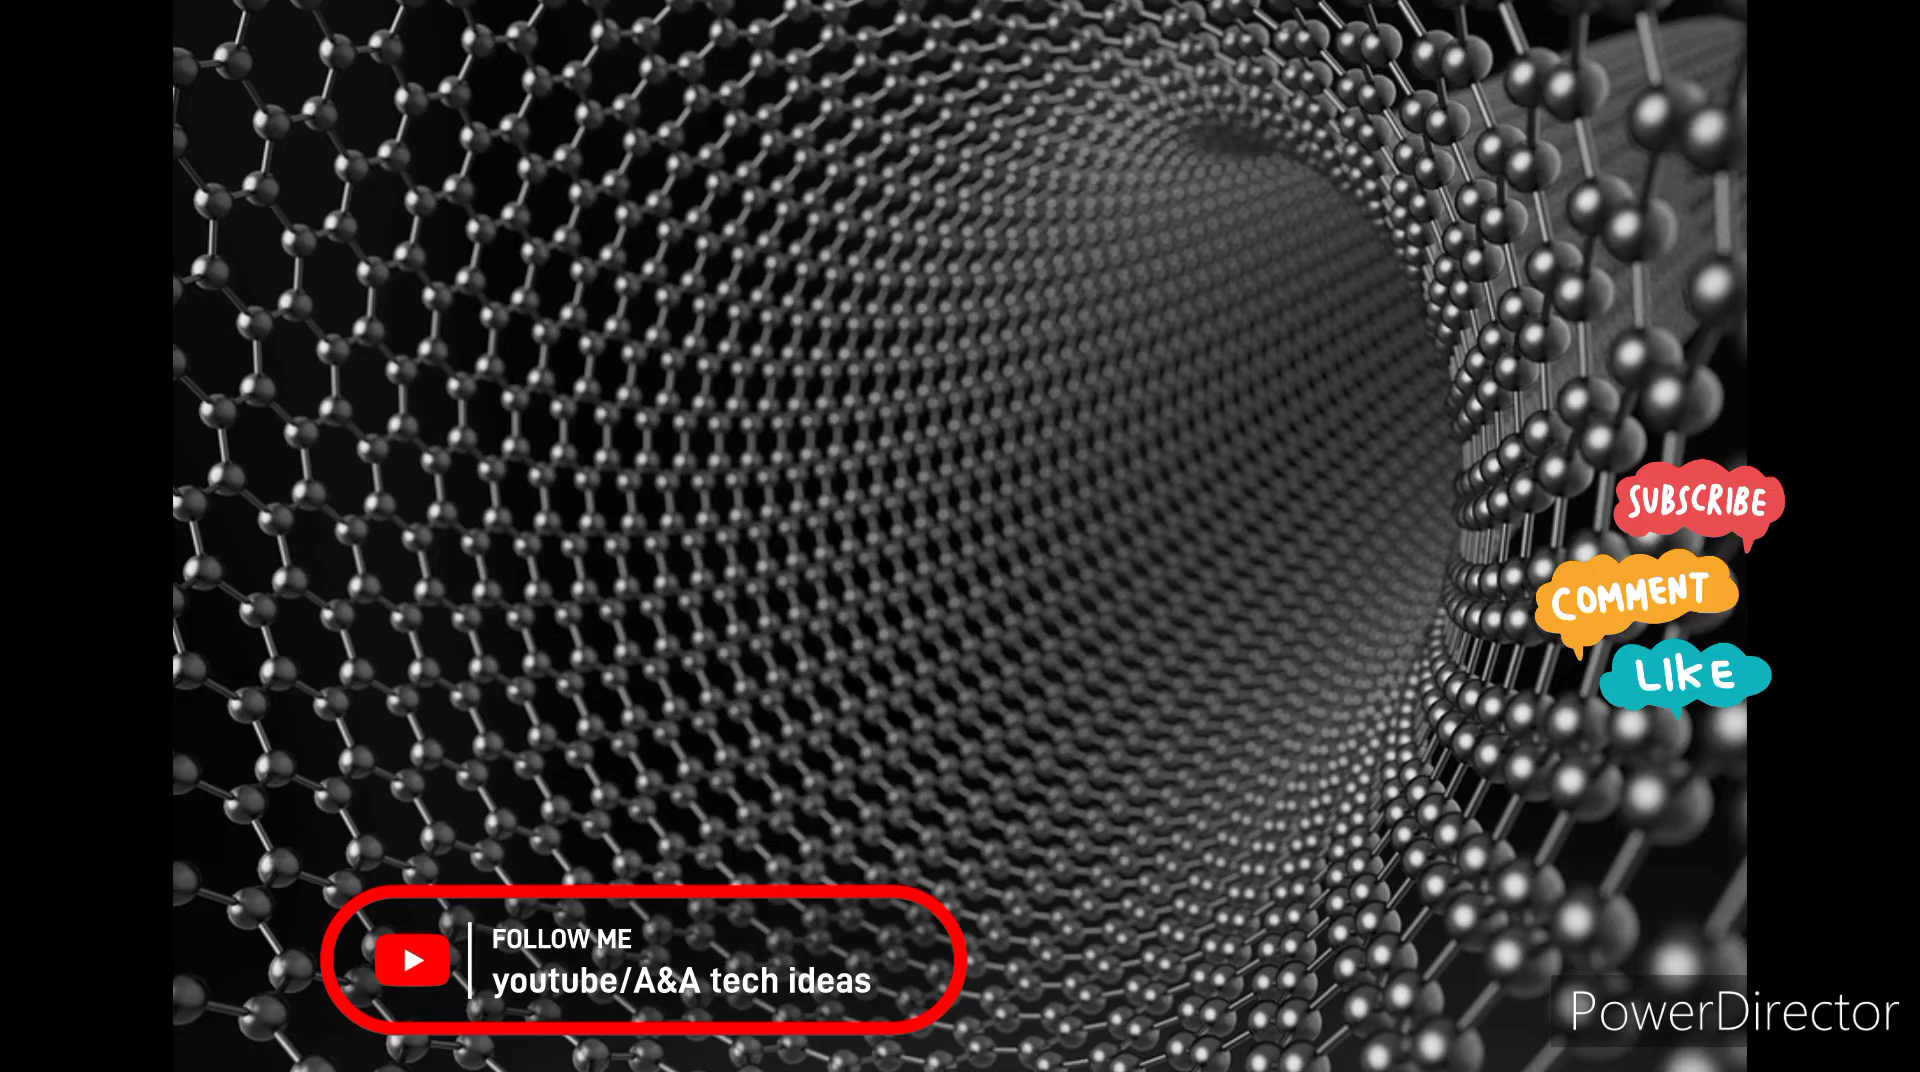 SUBSCRIBE
COMMENT
LIKE
FOLLOW ME
youtube/A&A tech ideas
PowerDirector